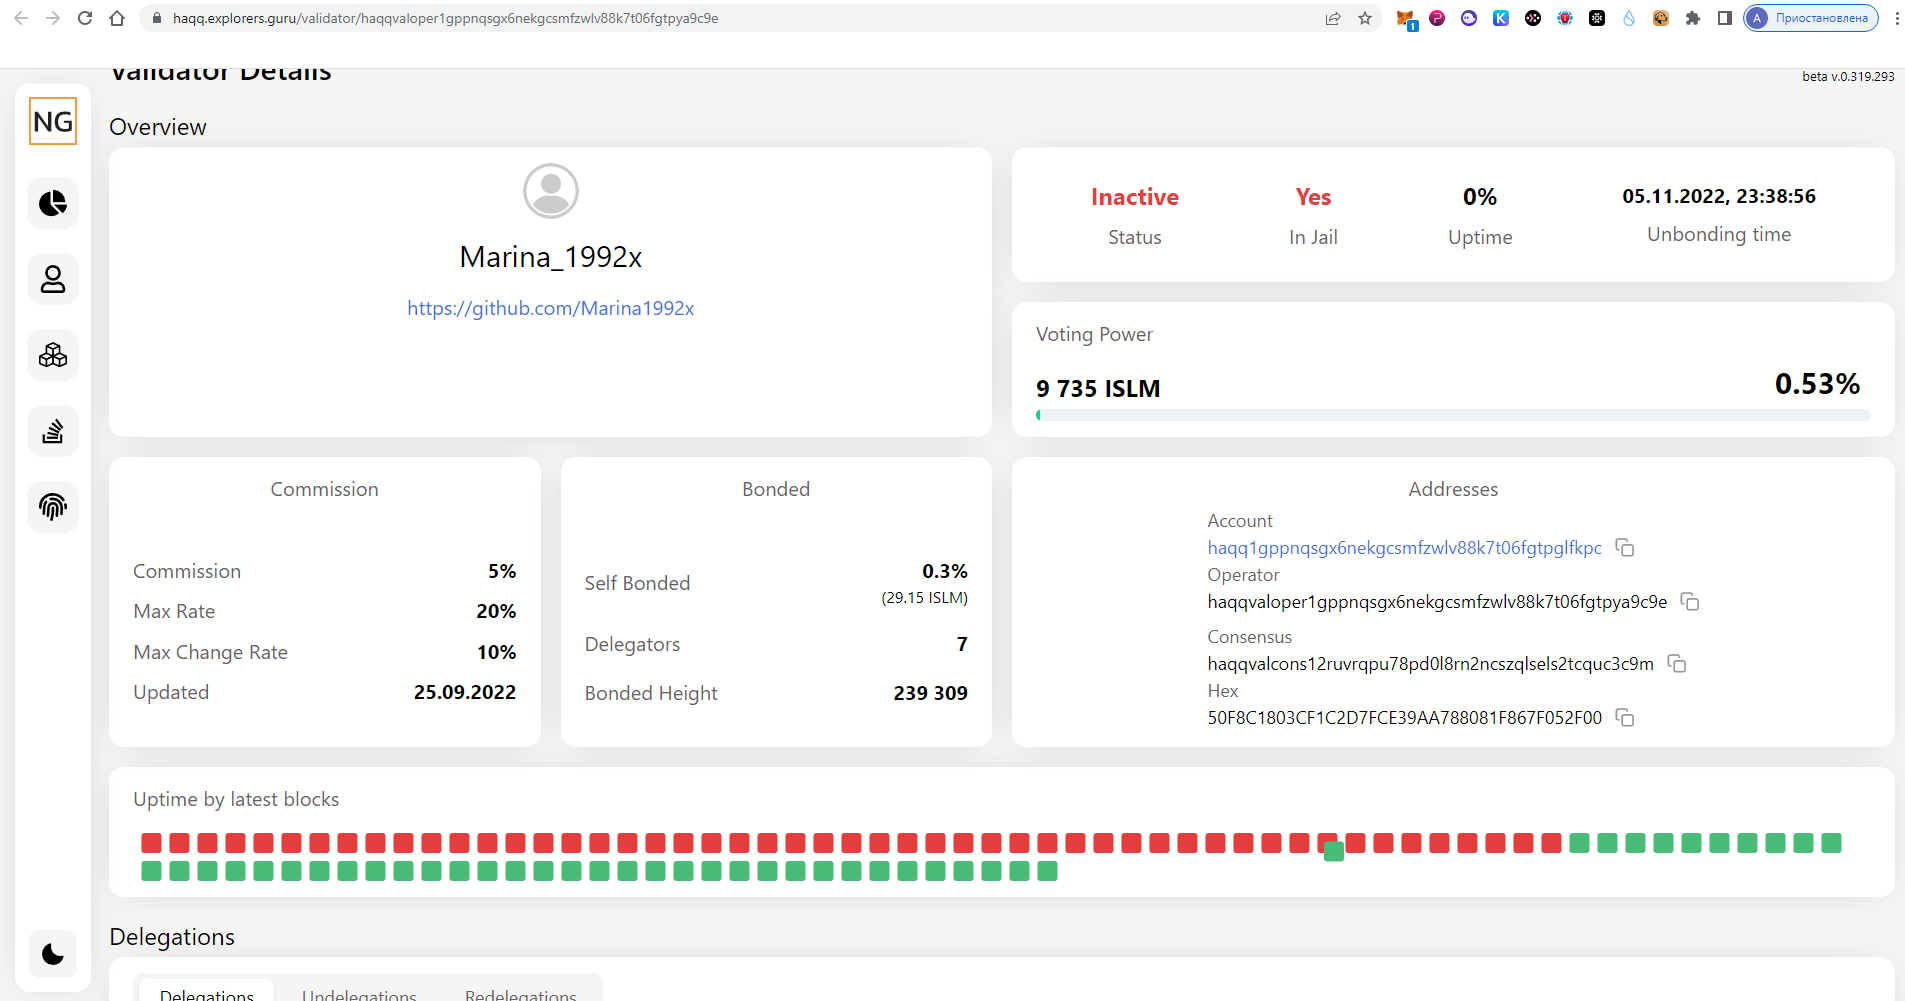 haqq.explorers.guru/validator/haqqvaloper1gppnqsgx6nekgcsmfzwlv88k7t06fgtpya9c9e
1
A Приостановлена
Validator Details
beta v.0.319.293
NG
Overview
Marina_1992x
https://github.com/Marina1992x
Inactive Yes 0% 05.11.2022, 23:38:56
Status In Jail Uptime Unbonding time
Voting Power
9 735 ISLM 0.53%
Commission
Commission 5%
Max Rate 20%
Max Change Rate 10%
Updated 25.09.2022
Bonded
Self Bonded 0.3%
(29.15 ISLM)
Delegators 7
Bonded Height 239 309
Addresses
Account
haqq1gppnqsgx6nekgcsmfzwlv88k7t06fgtpglfkpc
Operator
haqqvaloper1gppnqsgx6nekgcsmfzwlv88k7t06fgtpya9c9e
Consensus
haqqvalcons12ruvrqpu78pd0l8rn2ncszqlsels2tcquc3c9m
Hex
50F8C1803CF1C2D7FCE39AA788081F867F052F00
Uptime by latest blocks
Delegations
Delegations Undelegations Redelegations